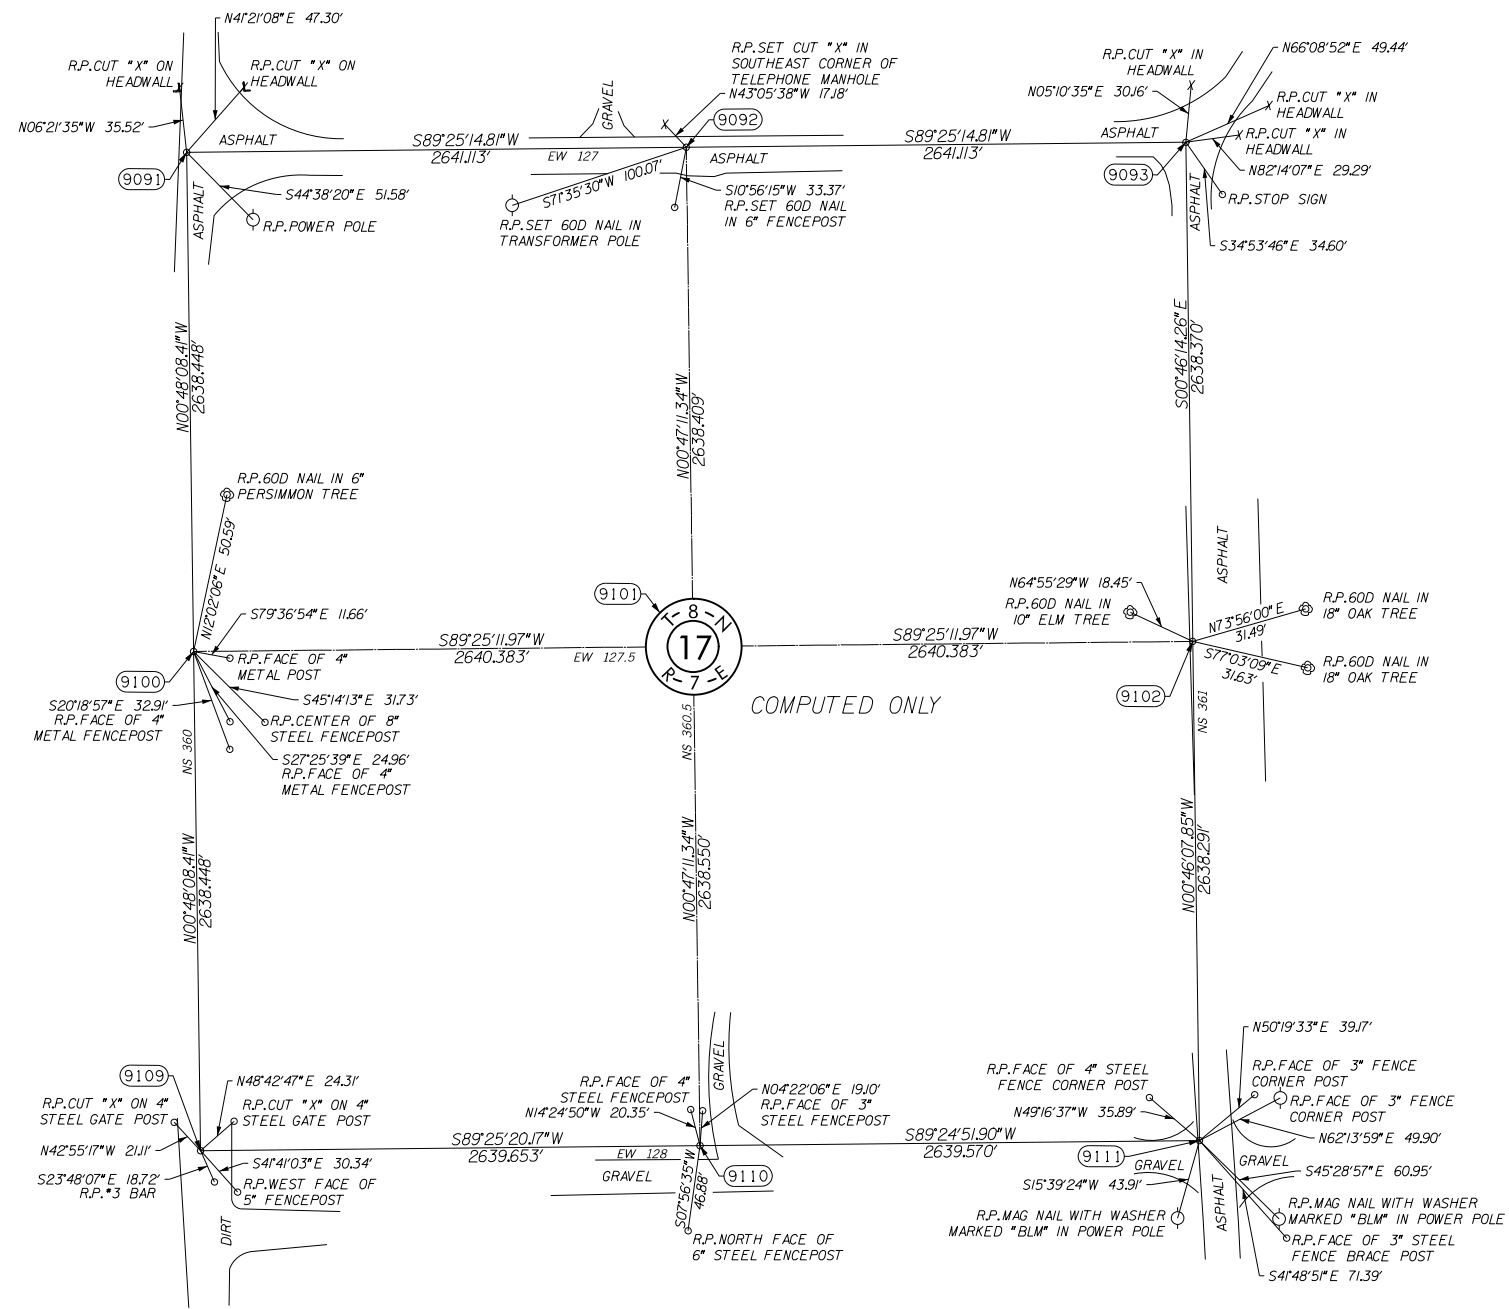 N41°21'08"E 47.30'
R.P.CUT "X" ON
HEADWALL
R.P.CUT "X" ON
HEADWALL
N06°21'35"W 35.52'
ASPHALT
9091
ASPHALT
S44°38'20"E 51.58'
R.P.POWER POLE
S89°25'14.81"W
2641.113'
EW 127
GRAVEL
R.P.SET CUT "X" IN
SOUTHEAST CORNER OF
TELEPHONE MANHOLE
N43°05'38"W 17.18'
9092
ASPHALT
S71°35'30"W 100.07'
S10°56'15"W 33.37'
R.P.SET 60D NAIL
IN 6" FENCEPOST
R.P.SET 60D NAIL IN
TRANSFORMER POLE
S89°25'14.81"W
2641.113'
R.P.CUT "X" IN
HEADWALL
N66°08'52"E 49.44'
N05°10'35"E 30.16'
R.P.CUT "X" IN
HEADWALL
ASPHALT
R.P.CUT "X" IN
HEADWALL
9093
N82°14'07"E 29.29'
ASPHALT
R.P.STOP SIGN
S34°53'46"E 34.60'
N00°48'08.41"W
2638.448'
N00°47'11.34"W
2638.409'
S00°46'14.26"E
2638.370'
R.P.60D NAIL IN 6"
PERSIMMON TREE
N12°02'06"E 50.59'
S79°36'54"E 11.66'
R.P.FACE OF 4"
METAL POST
9100
S20°18'57"E 32.91'
R.P.FACE OF 4"
METAL FENCEPOST
S45°14'13"E 31.73'
R.P.CENTER OF 8"
STEEL FENCEPOST
S27°25'39"E 24.96'
R.P.FACE OF 4"
METAL FENCEPOST
NS 360
S89°25'11.97"W
2640.383'
EW 127.5
9101
T-8-N
17
R-7-E
COMPUTED ONLY
NS 360.5
S89°25'11.97"W
2640.383'
N64°55'29"W 18.45'
R.P.60D NAIL IN
10" ELM TREE
ASPHALT
N73°56'00"E
31.49'
R.P.60D NAIL IN
18" OAK TREE
S77°03'09"E
31.63'
R.P.60D NAIL IN
18" OAK TREE
9102
NS 361
N00°48'08.41"W
2638.448'
N00°47'11.34"W
2638.550'
N00°46'07.85"W
2638.291'
9109
N48°42'47"E 24.31'
R.P.CUT "X" ON 4"
STEEL GATE POST
R.P.CUT "X" ON 4"
STEEL GATE POST
N42°55'17"W 21.11'
S23°48'07"E 18.72'
R.P.#3 BAR
S41°41'03"E 30.34'
R.P.WEST FACE OF
5" FENCEPOST
DIRT
S89°25'20.17"W
2639.653'
R.P.FACE OF 4"
STEEL FENCEPOST
N14°24'50"W 20.35'
GRAVEL
N04°22'06"E 19.10'
R.P.FACE OF 3"
STEEL FENCEPOST
EW 128
GRAVEL
9110
S07°56'35"W
46.88'
R.P.NORTH FACE OF
6" STEEL FENCEPOST
S89°24'51.90"W
2639.570'
N50°19'33"E 39.17'
R.P.FACE OF 4" STEEL
FENCE CORNER POST
R.P.FACE OF 3" FENCE
CORNER POST
N49°16'37"W 35.89'
R.P.FACE OF 3" FENCE
CORNER POST
N62°13'59"E 49.90'
9111
GRAVEL
GRAVEL
S45°28'57"E 60.95'
S15°39'24"W 43.91'
ASPHALT
R.P.MAG NAIL WITH WASHER
MARKED "BLM" IN POWER POLE
R.P.MAG NAIL WITH WASHER
MARKED "BLM" IN POWER POLE
R.P.FACE OF 3" STEEL
FENCE BRACE POST
S41°48'51"E 71.39'